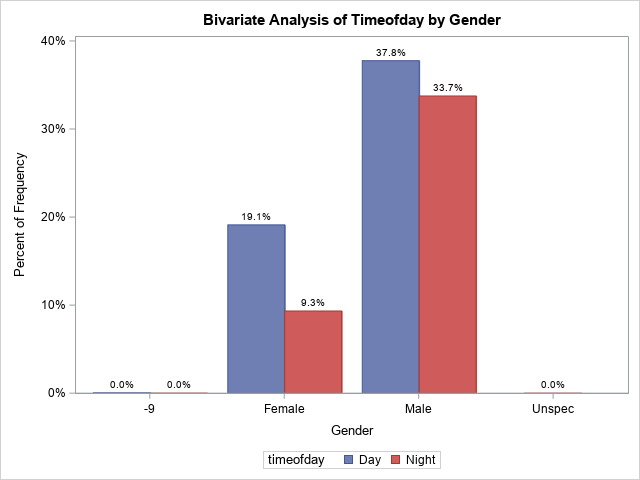 Bivariate Analysis of Timeofday by Gender
40%
30%
20%
10%
0%
Percent of Frequency
0.0%
0.0%
19.1%
9.3%
37.8%
33.7%
0.0%
-9
Female
Male
Unspec
Gender
timeofday Day Night